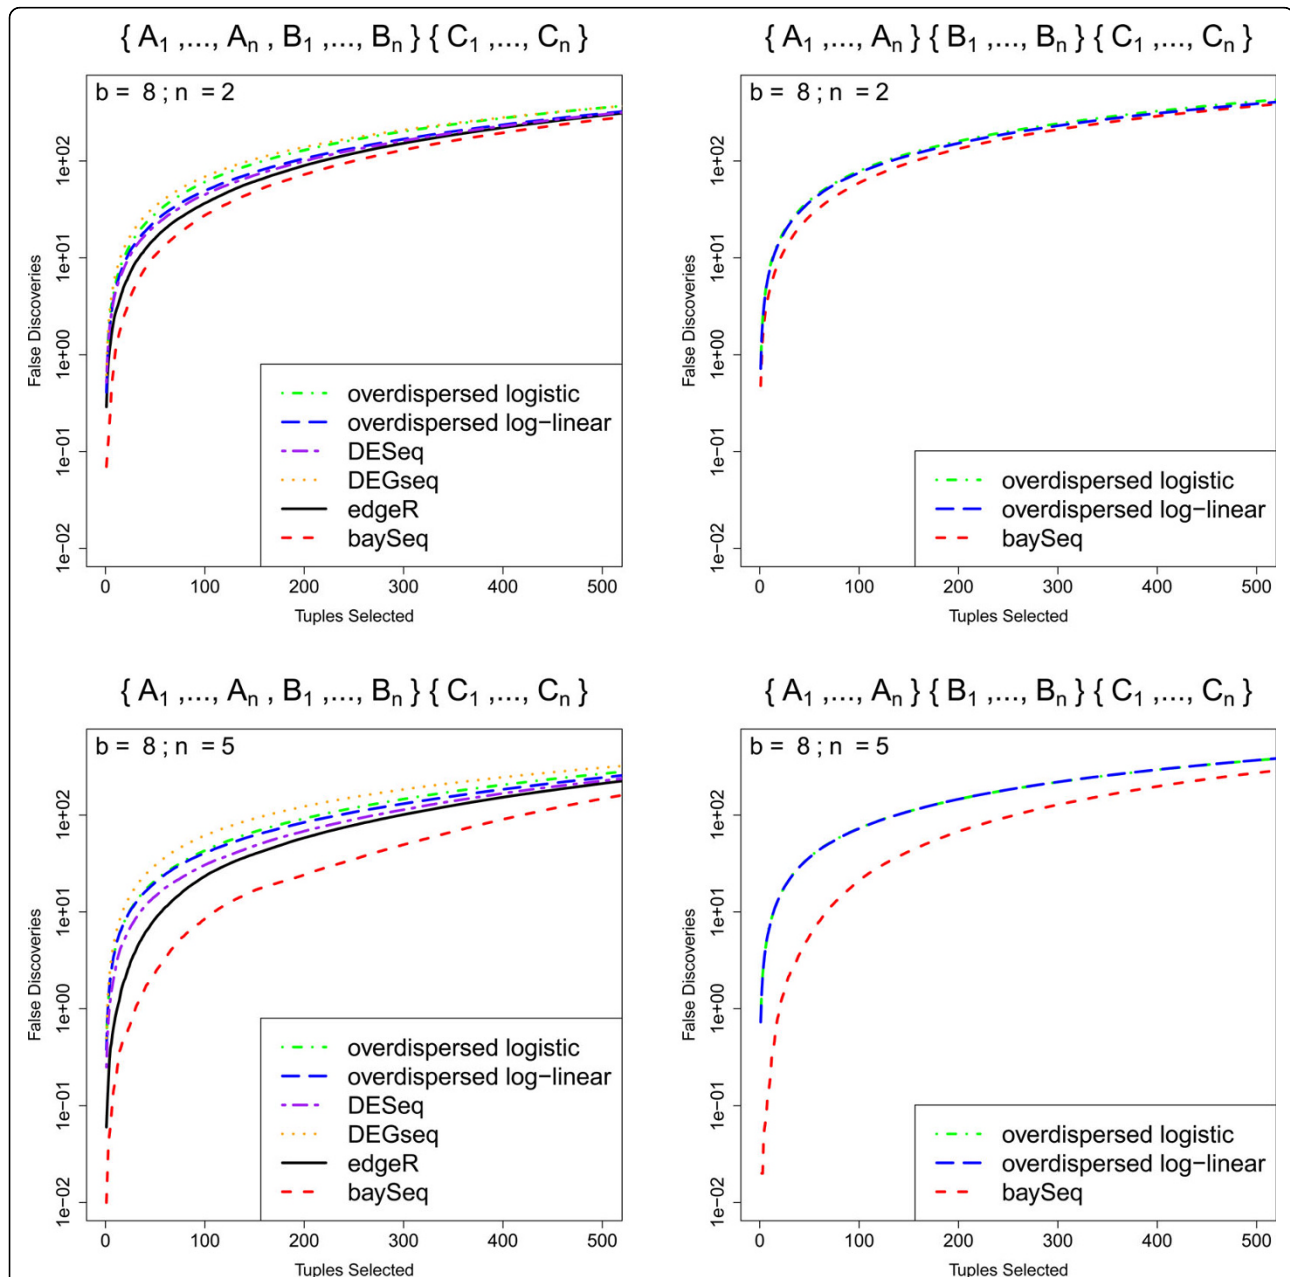 { A1 ,..., An , B1 ,..., Bn } { C1 ,..., Cn }
b = 8 ; n = 2
False Discoveries
1e+02
1e+01
1e+00
1e−01
1e−02
overdispersed logistic
overdispersed log−linear
DESeq
DEGseq
edgeR
baySeq
0 100 200 300 400 500
Tuples Selected
{ A1 ,..., An } { B1 ,..., Bn } { C1 ,..., Cn }
b = 8 ; n = 2
False Discoveries
1e+02
1e+01
1e+00
1e−01
1e−02
overdispersed logistic
overdispersed log−linear
baySeq
0 100 200 300 400 500
Tuples Selected
{ A1 ,..., An , B1 ,..., Bn } { C1 ,..., Cn }
b = 8 ; n = 5
False Discoveries
1e+02
1e+01
1e+00
1e−01
1e−02
overdispersed logistic
overdispersed log−linear
DESeq
DEGseq
edgeR
baySeq
0 100 200 300 400 500
Tuples Selected
{ A1 ,..., An } { B1 ,..., Bn } { C1 ,..., Cn }
b = 8 ; n = 5
False Discoveries
1e+02
1e+01
1e+00
1e−01
1e−02
overdispersed logistic
overdispersed log−linear
baySeq
0 100 200 300 400 500
Tuples Selected